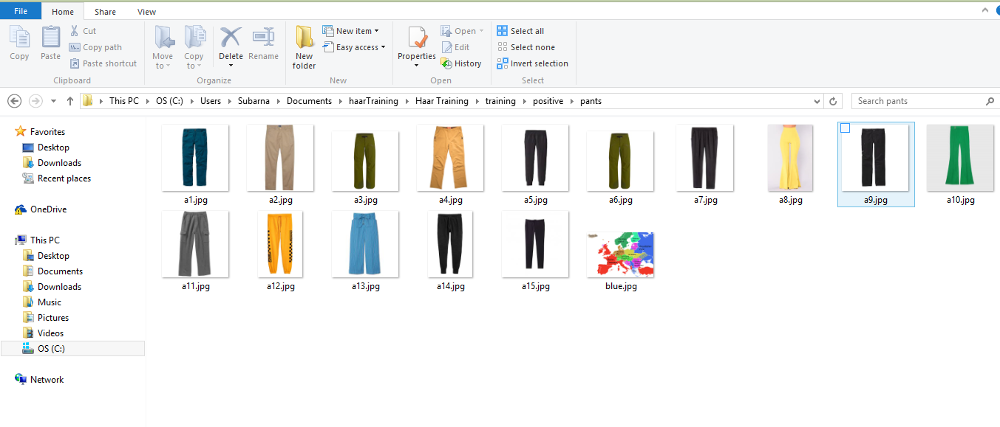 File Home Share View
Copy Paste Cut
Copy path
Paste shortcut
Clipboard
Move to Copy to Delete Rename
Organize
New folder New item
Easy access
New
Properties Open
Edit
History
Open
Select all
Select none
Invert selection
Select
This PC OS (C:) Users Subarna Documents haarTraining Haar Training training positive pants
Search pants
Favorites
Desktop
Downloads
Recent places
OneDrive
This PC
Desktop
Documents
Downloads
Music
Pictures
Videos
OS (C:)
Network
a1.jpg a2.jpg a3.jpg a4.jpg a5.jpg a6.jpg a7.jpg a8.jpg a9.jpg a10.jpg
a11.jpg a12.jpg a13.jpg a14.jpg a15.jpg blue.jpg